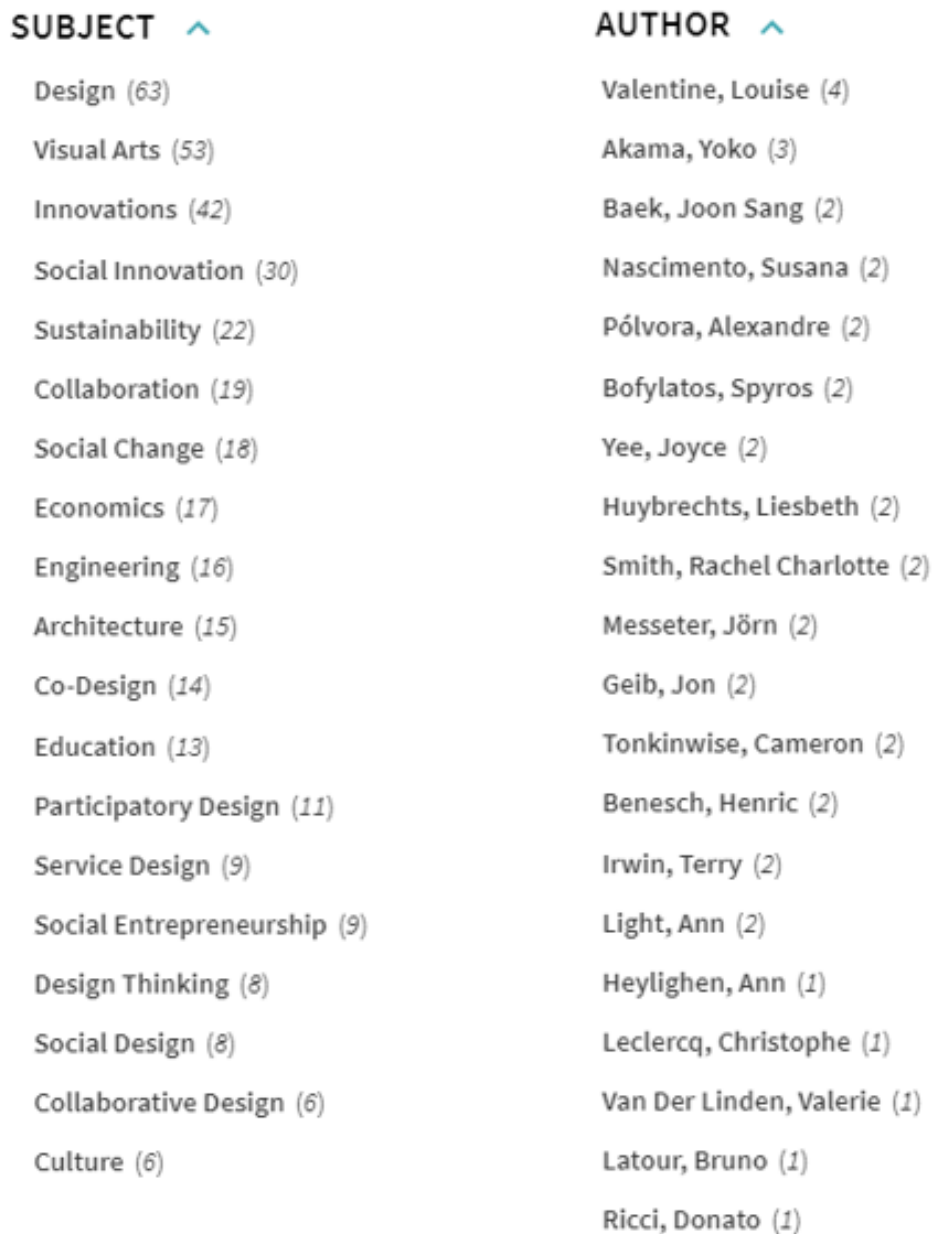 SUBJECT
Design (63)
Visual Arts (53)
Innovations (42)
Social Innovation (30)
Sustainability (22)
Collaboration (19)
Social Change (18)
Economics (17)
Engineering (16)
Architecture (15)
Co-Design (14)
Education (13)
Participatory Design (11)
Service Design (9)
Social Entrepreneurship (9)
Design Thinking (8)
Social Design (8)
Collaborative Design (6)
Culture (6)
AUTHOR
Valentine, Louise (4)
Akama, Yoko (3)
Baek, Joon Sang (2)
Nascimento, Susana (2)
Pólvora, Alexandre (2)
Bofylatos, Spyros (2)
Yee, Joyce (2)
Huybrechts, Liesbeth (2)
Smith, Rachel Charlotte (2)
Messeter, Jörn (2)
Geib, Jon (2)
Tonkinwise, Cameron (2)
Benesch, Henric (2)
Irwin, Terry (2)
Light, Ann (2)
Heylighen, Ann (1)
Leclercq, Christophe (1)
Van Der Linden, Valerie (1)
Latour, Bruno (1)
Ricci, Donato (1)